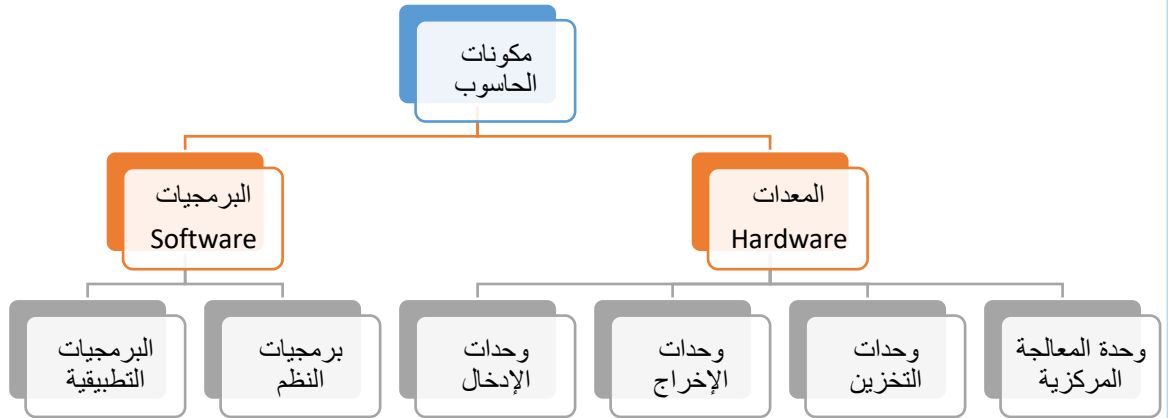 مكونات
الحاسوب
المعدات
Hardware
البرمجيات
Software
وحدة المعالجة
المركزية
وحدات
التخزين
وحدات
الإخراج
وحدات
الإدخال
برمجيات
النظم
البرمجيات
التطبيقية